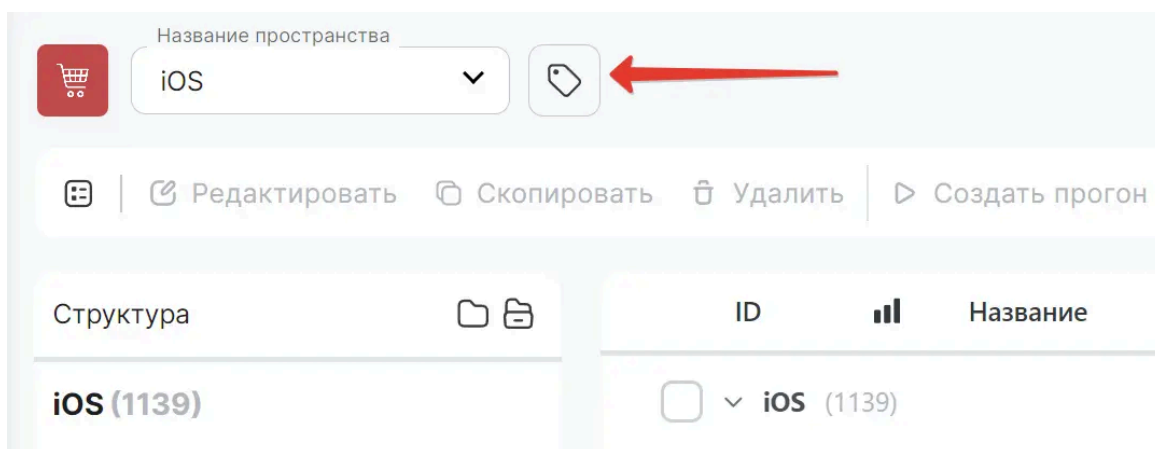 Название пространства
iOS
Редактировать Скопировать Удалить Создать прогон
Структура ID Название
iOS (1139) iOS (1139)